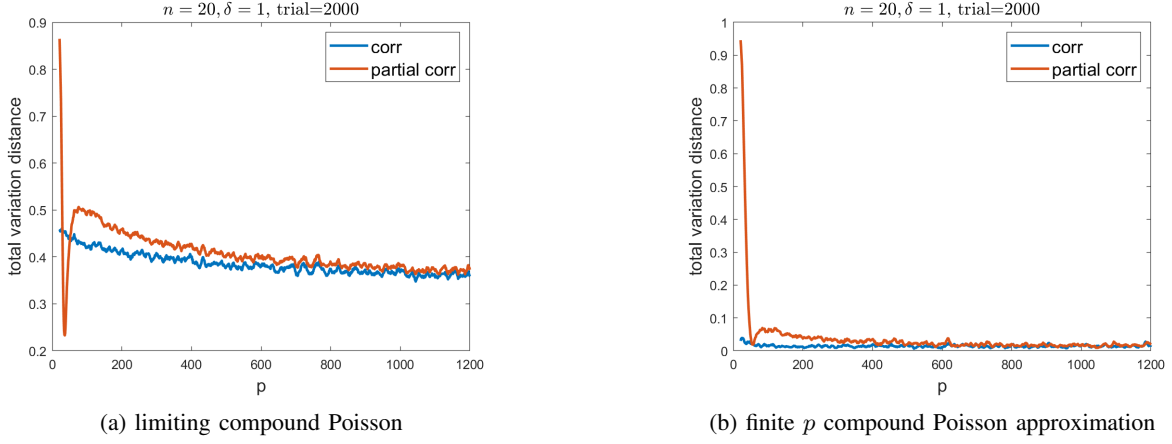 n = 20, δ = 1, trial=2000
corr
partial corr
total variation distance
0.9
0.8
0.7
0.6
0.5
0.4
0.3
0.2
0 200 400 600 800 1000 1200
p
(a) limiting compound Poisson
n = 20, δ = 1, trial=2000
corr
partial corr
total variation distance
1
0.9
0.8
0.7
0.6
0.5
0.4
0.3
0.2
0.1
0
0 200 400 600 800 1000 1200
p
(b) finite p compound Poisson approximation